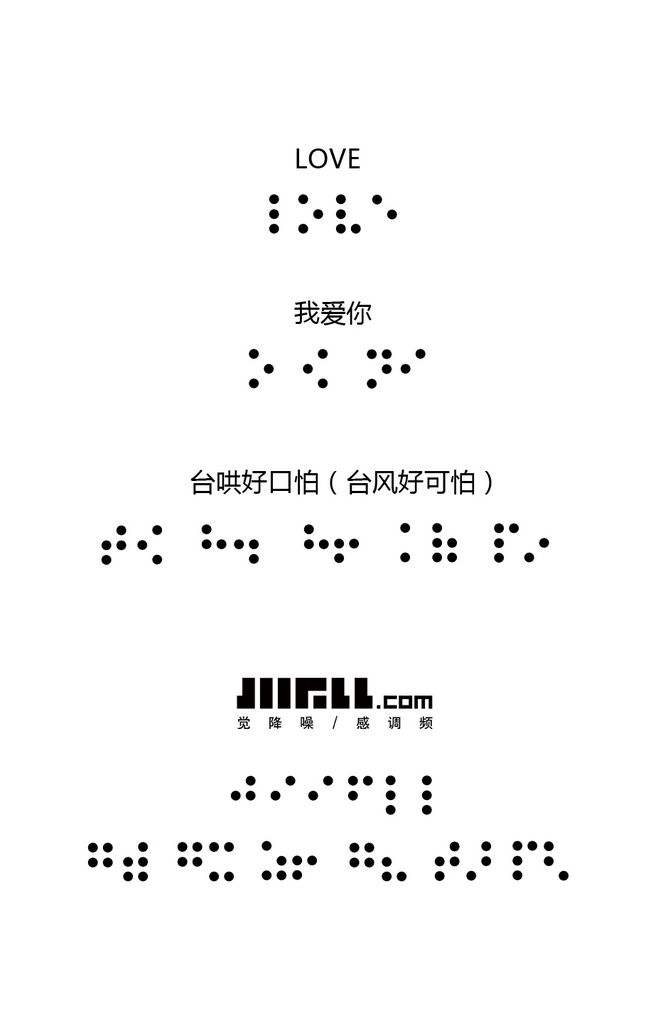 LOVE
⠇⠕⠧⠑
我爱你
⠕ ⠪ ⠝⠊
台哄好口怕（台风好可怕）
⠞⠪ ⠓⠲ ⠓⠖ ⠅⠷ ⠏⠔
JIIFLL.com
觉降噪/感调频
⠚⠊⠊⠋⠇⠇
⠛⠾ ⠛⠭ ⠵⠖ ⠛⠦ ⠞⠜ ⠏⠣